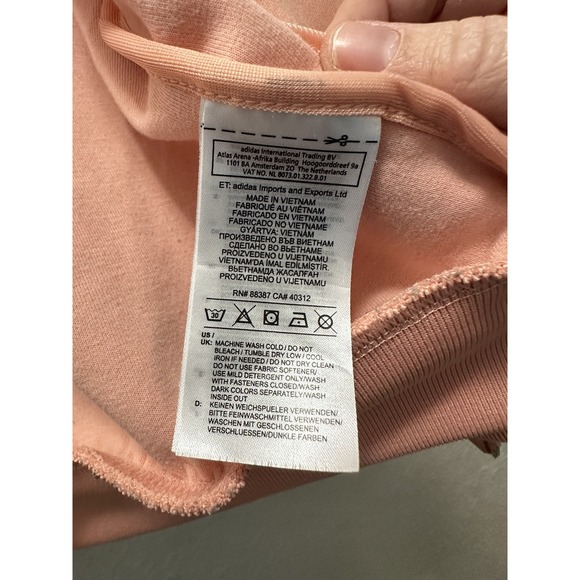 adidas International Trading BV
Atlas Arena -Afrika Building Hoogoorddreef 9a
1101 BA Amsterdam ZO The Netherlands
VAT NO. NL 8073.01.322.B.01
ET: adidas Imports and Exports Ltd
MADE IN VIETNAM
FABRIQUÉ AU VIÊTNAM
FABRICADO EN VIETNAM
FABRICADO NO VIETNAME
GYÁRTVA: VIETNÁM
ПРОИЗВЕДЕНО ВЪВ ВИЕТНАМ
СДЕЛАНО ВО ВЬЕТНАМЕ
PROIZVEDENO U VIJETNAMU
VİETNAM'DA İMAL EDİLMİŞTİR.
ВЬЕТНАМДА ЖАСАЛҒАН
PROIZVEDENO U VIJETNAMU
RN# 88387 CA# 40312
30
US /
UK: MACHINE WASH COLD / DO NOT
BLEACH / TUMBLE DRY LOW / COOL
IRON IF NEEDED / DO NOT DRY CLEAN
DO NOT USE FABRIC SOFTENER/
USE MILD DETERGENT ONLY/WASH
WITH FASTENERS CLOSED/WASH
DARK COLORS SEPARATELY/WASH
INSIDE OUT
D: KEINEN WEICHSPUELER VERWENDEN/
BITTE FEINWASCHMITTEL VERWENDEN/
WASCHEN MIT GESCHLOSSENEN
VERSCHLUESSEN/DUNKLE FARBEN